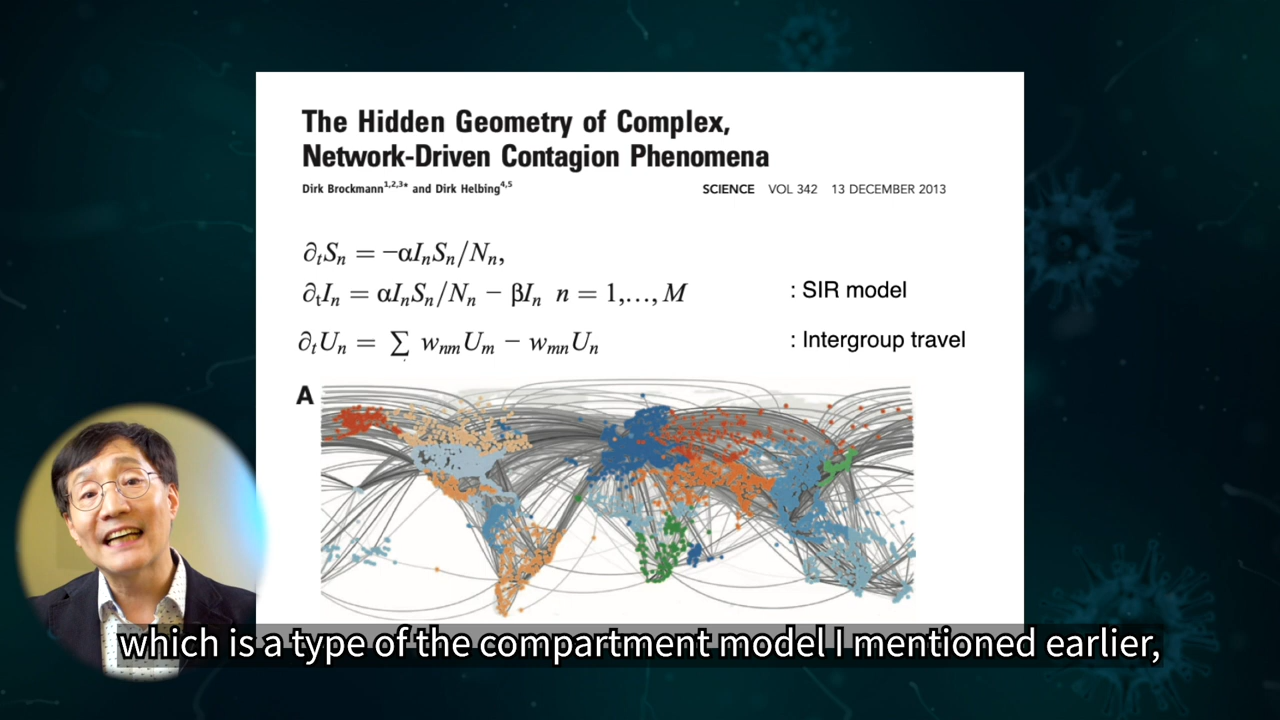 The Hidden Geometry of Complex,
Network-Driven Contagion Phenomena
Dirk Brockmann¹,²,³* and Dirk Helbing⁴,⁵
SCIENCE VOL 342 13 DECEMBER 2013
∂ₜSₙ = −αIₙSₙ/Nₙ,
∂ₜIₙ = αIₙSₙ/Nₙ − βIₙ n = 1,…, M : SIR model
∂ₜUₙ = ∑ wₙₘUₘ − wₘₙUₙ : Intergroup travel
A
which is a type of the compartment model I mentioned earlier,